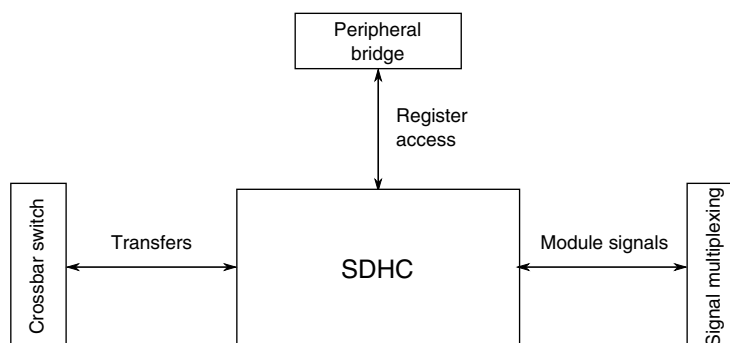 Peripheral
bridge
Register
access
Crossbar switch
Transfers
SDHC
Module signals
Signal multiplexing